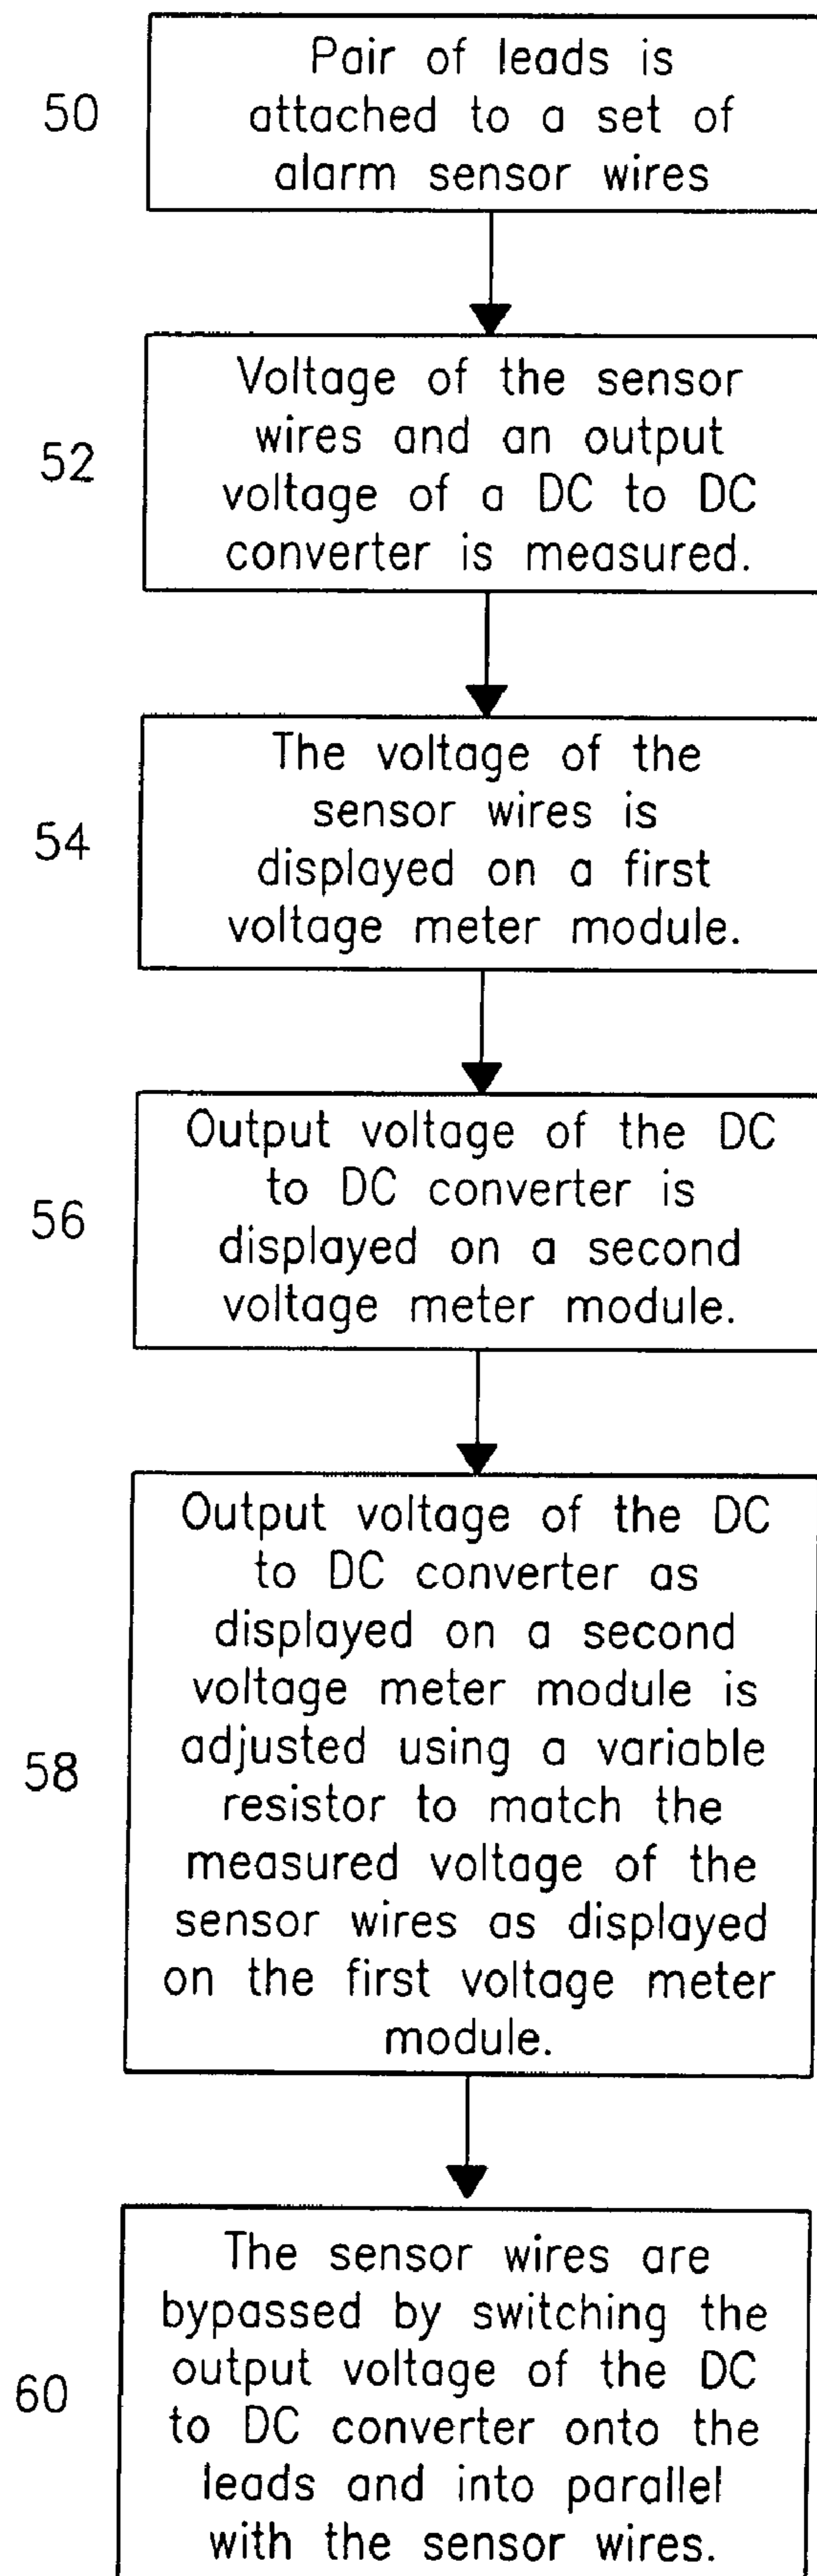 50
Pair of leads is
attached to a set of
alarm sensor wires
52
Voltage of the sensor
wires and an output
voltage of a DC to DC
converter is measured.
54
The voltage of the
sensor wires is
displayed on a first
voltage meter module.
56
Output voltage of the DC
to DC converter is
displayed on a second
voltage meter module.
58
Output voltage of the DC
to DC converter as
displayed on a second
voltage meter module is
adjusted using a variable
resistor to match the
measured voltage of the
sensor wires as displayed
on the first voltage meter
module.
60
The sensor wires are
bypassed by switching the
output voltage of the DC
to DC converter onto the
leads and into parallel
with the sensor wires.